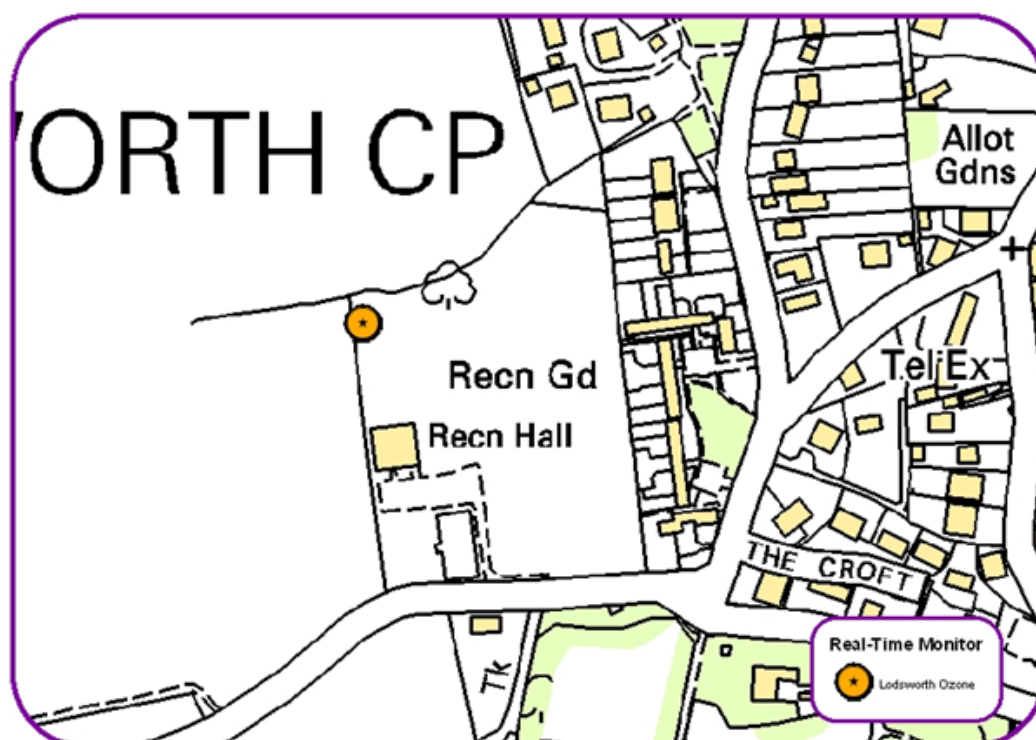 'ORTH CP
Allot
Gdns
Recn Gd
Tel Ex
Recn Hall
THE CROFT
Tk
Real-Time Monitor
Lodsworth Ozone